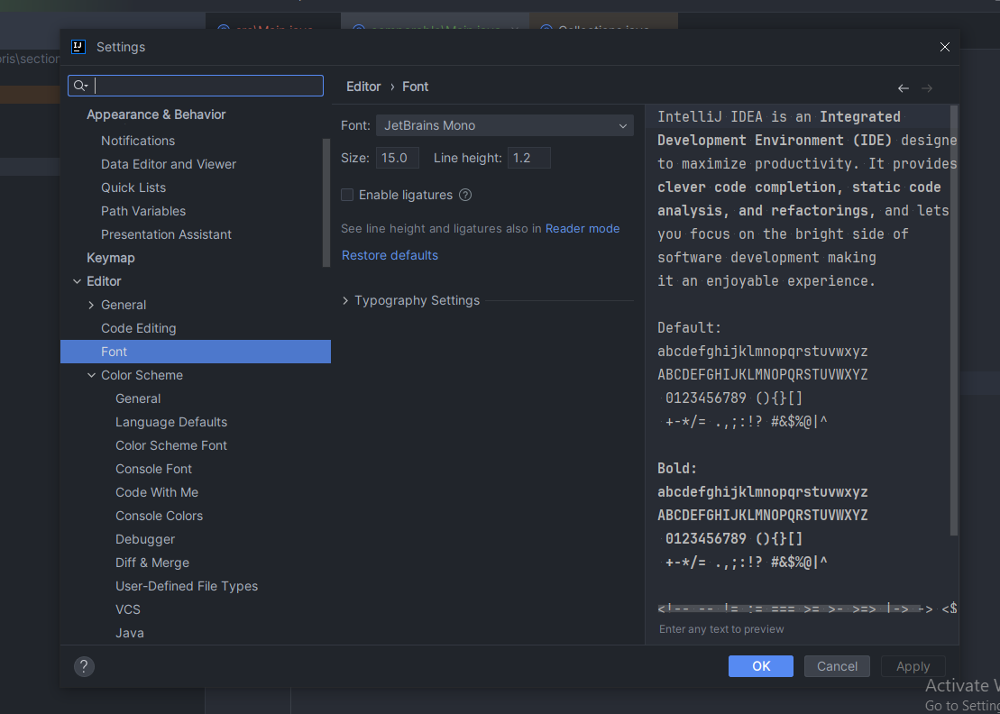 Settings
oris\section
Appearance & Behavior
Notifications
Data Editor and Viewer
Quick Lists
Path Variables
Presentation Assistant
Keymap
Editor
General
Code Editing
Font
Color Scheme
General
Language Defaults
Color Scheme Font
Console Font
Code With Me
Console Colors
Debugger
Diff & Merge
User-Defined File Types
VCS
Java
Editor › Font
Font: JetBrains Mono
Size: 15.0 Line height: 1.2
Enable ligatures ?
See line height and ligatures also in Reader mode
Restore defaults
Typography Settings
IntelliJ IDEA is an Integrated
Development Environment (IDE) designe
to maximize productivity. It provides
clever code completion, static code
analysis, and refactorings, and lets
you focus on the bright side of
software development making
it an enjoyable experience.
Default:
abcdefghijklmnopqrstuvwxyz
ABCDEFGHIJKLMNOPQRSTUVWXYZ
0123456789 (){}[]
+-*/= .,;:!? #&$%@|^
Bold:
abcdefghijklmnopqrstuvwxyz
ABCDEFGHIJKLMNOPQRSTUVWXYZ
0123456789 (){}[]
+-*/= .,;:!? #&$%@|^
<!-- -- != := === >= >- >=> |-> -> <$
Enter any text to preview
?
OK
Cancel
Apply
Activate W
Go to Setting